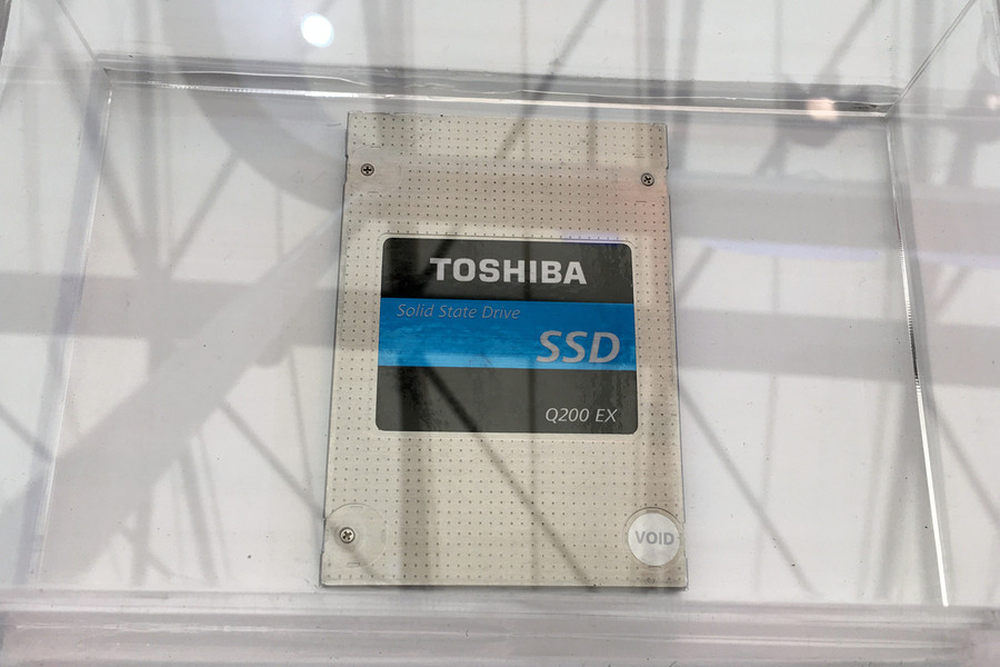 TOSHIBA
Solid State Drive
SSD
Q200 EX
VOID